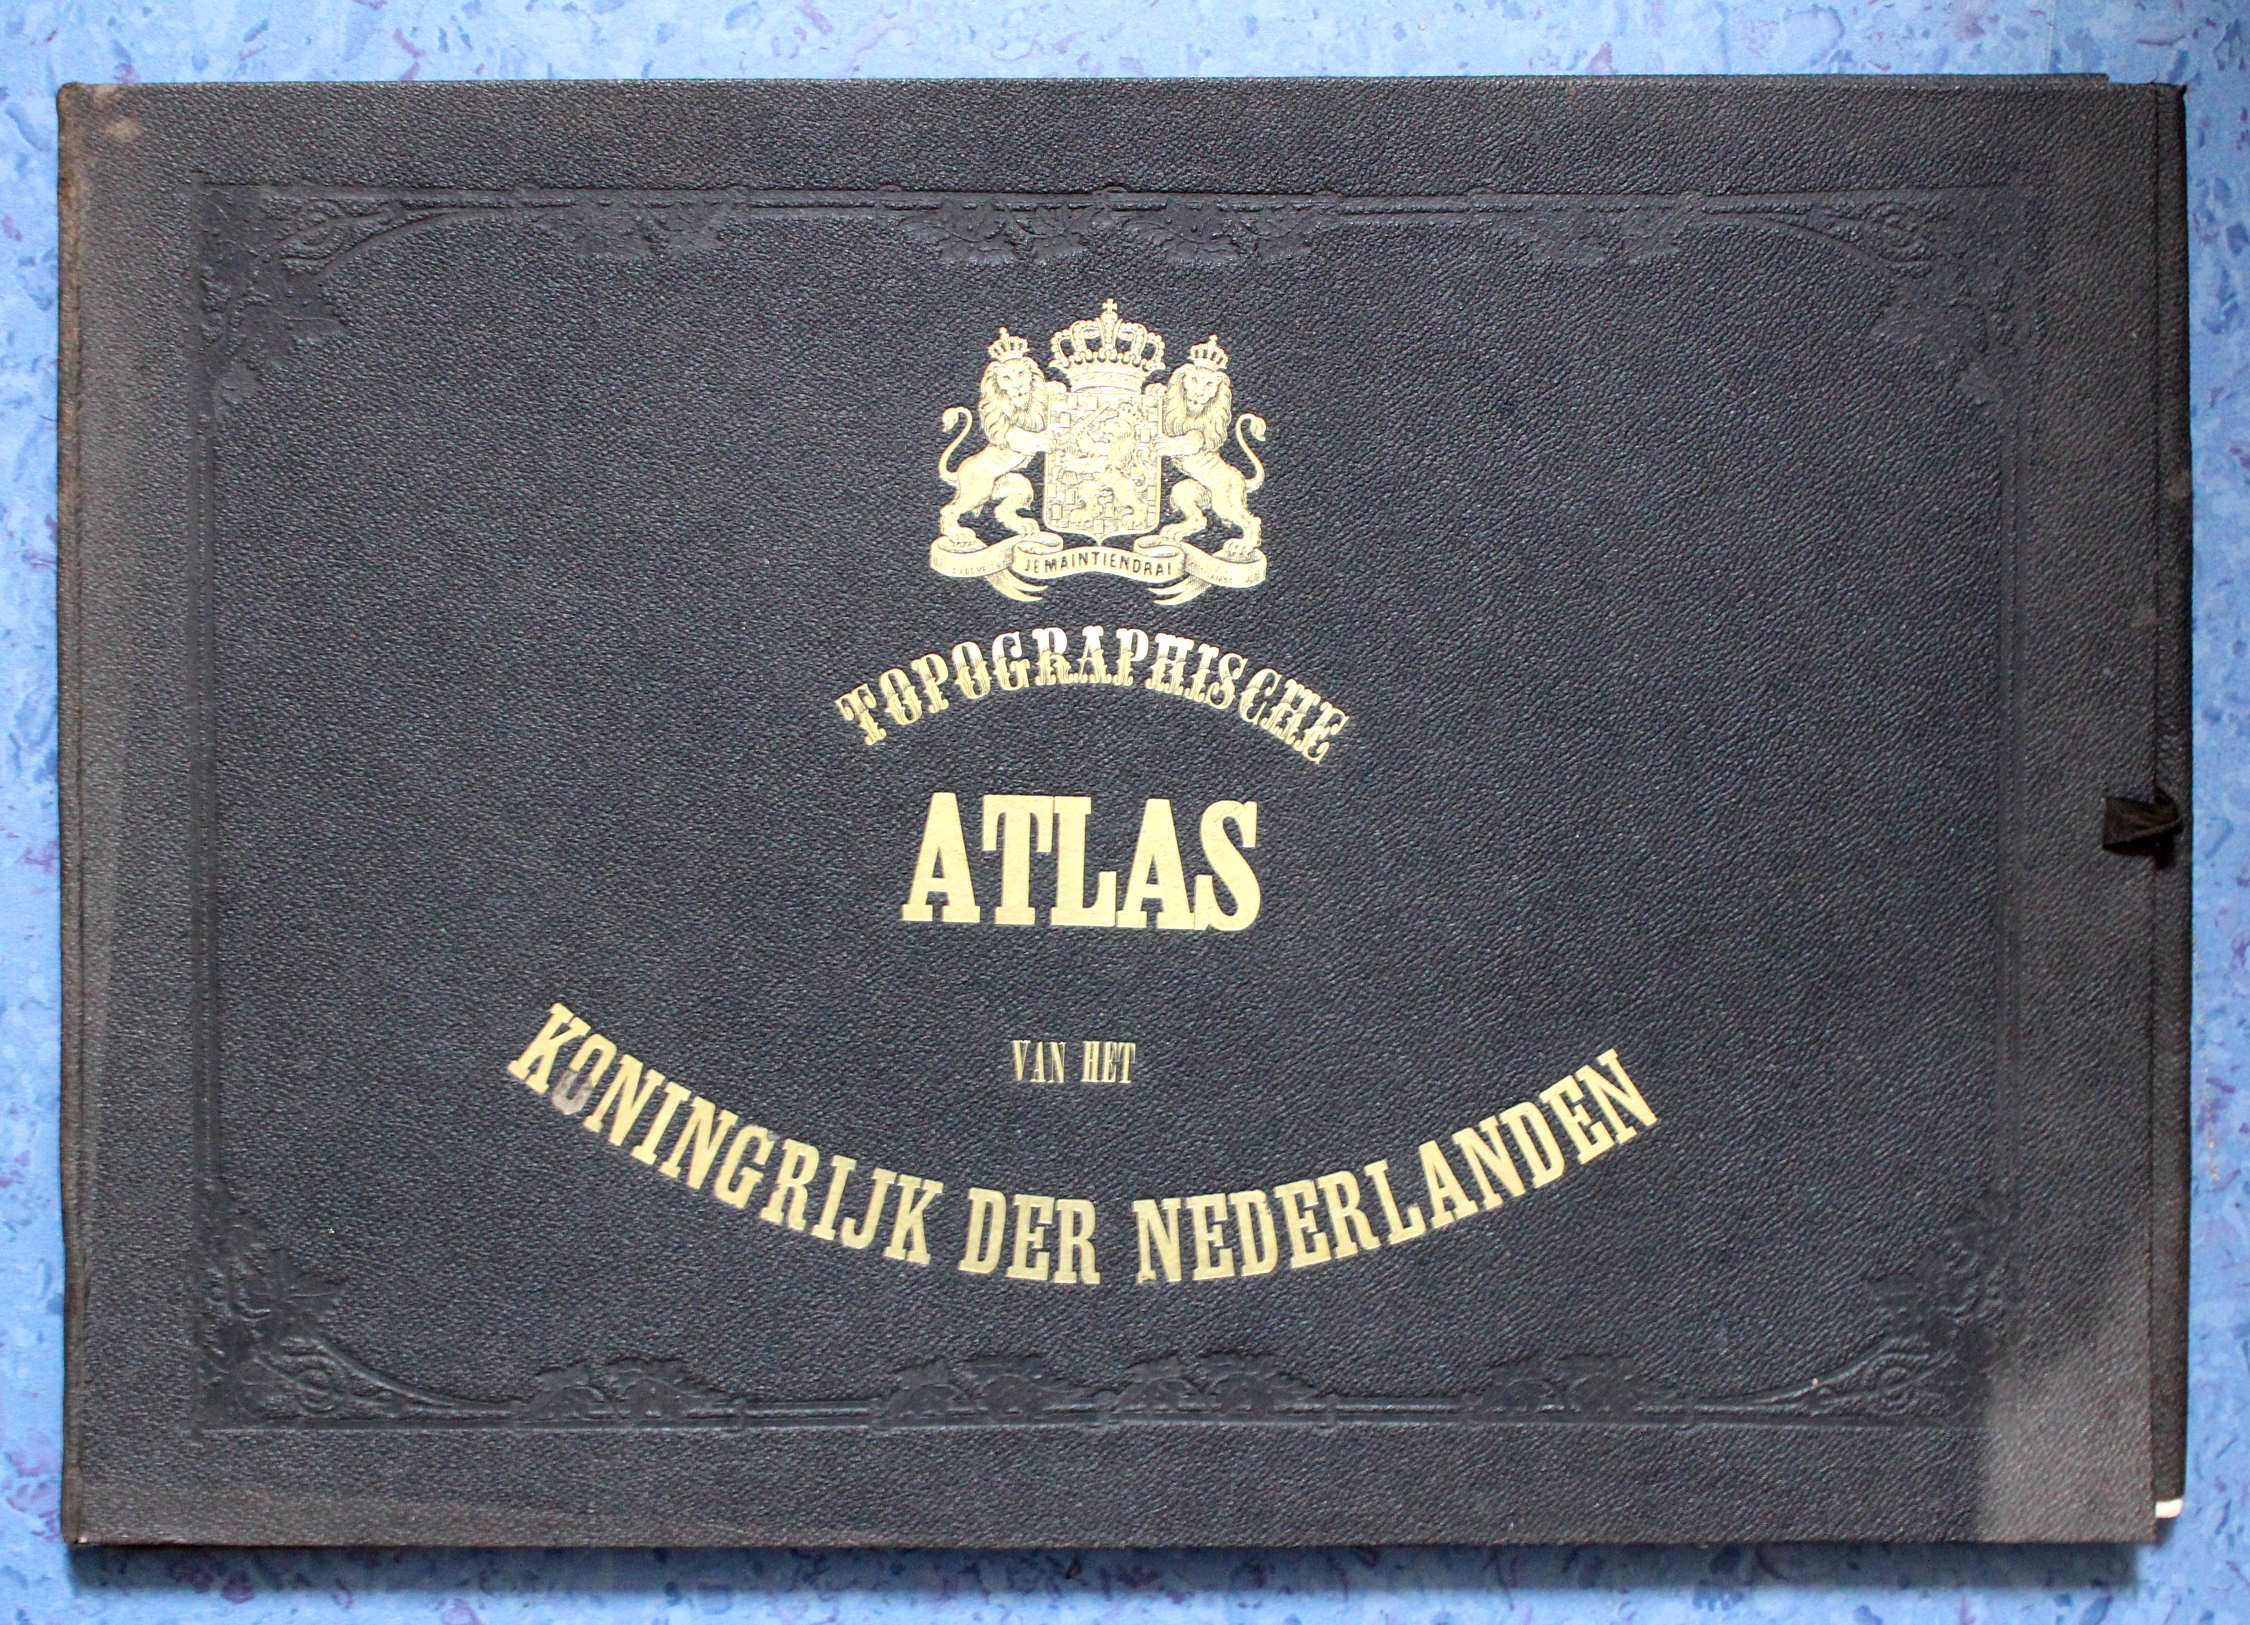 JE MAINTIENDRAI
TOPOGRAPHISCHE
ATLAS
VAN HET
KONINGRIJK DER NEDERLANDEN